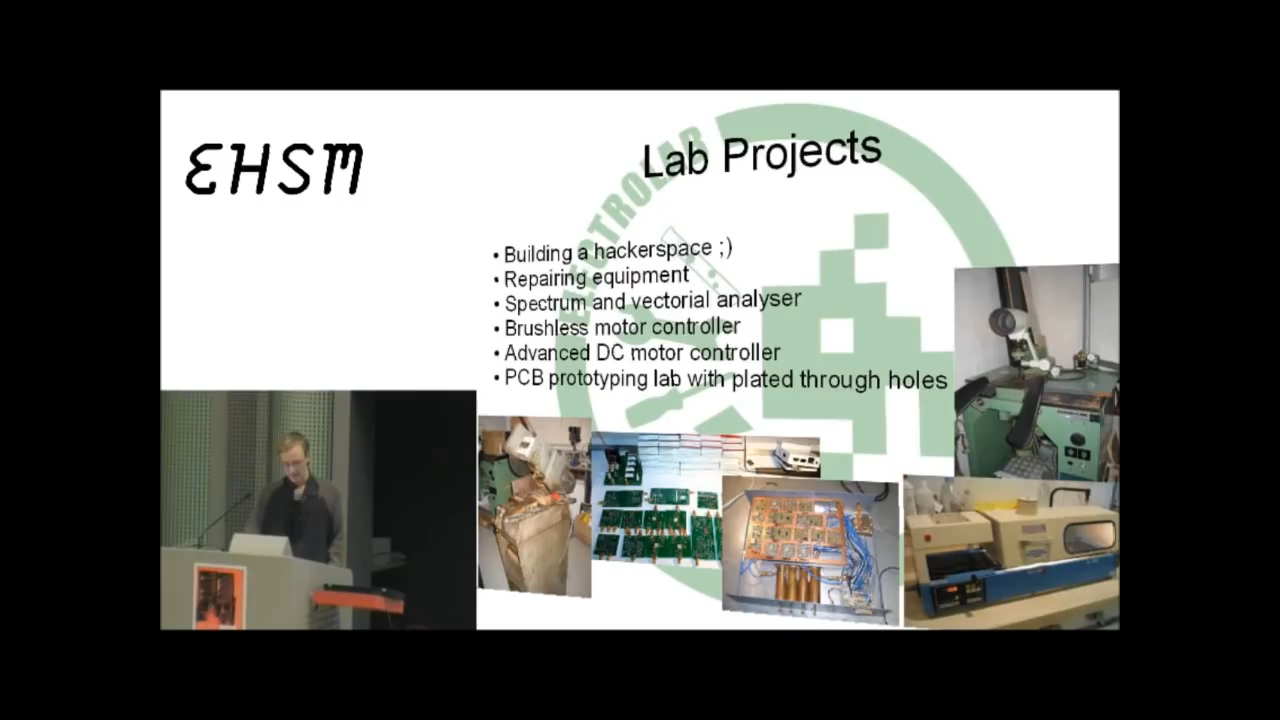 EHSM
Lab Projects
ELECTROLAB
• Building a hackerspace ;)
• Repairing equipment
• Spectrum and vectorial analyser
• Brushless motor controller
• Advanced DC motor controller
• PCB prototyping lab with plated through holes